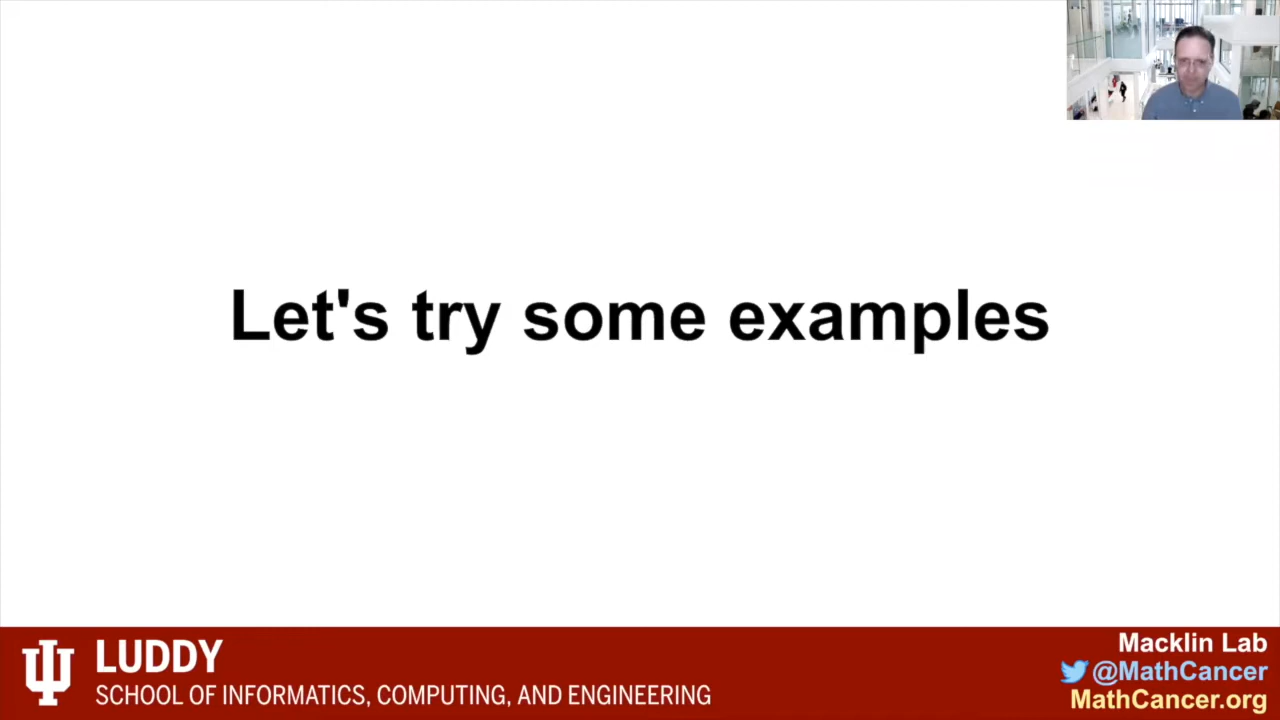 Let's try some examples
LUDDY
SCHOOL OF INFORMATICS, COMPUTING, AND ENGINEERING
Macklin Lab
@MathCancer
MathCancer.org